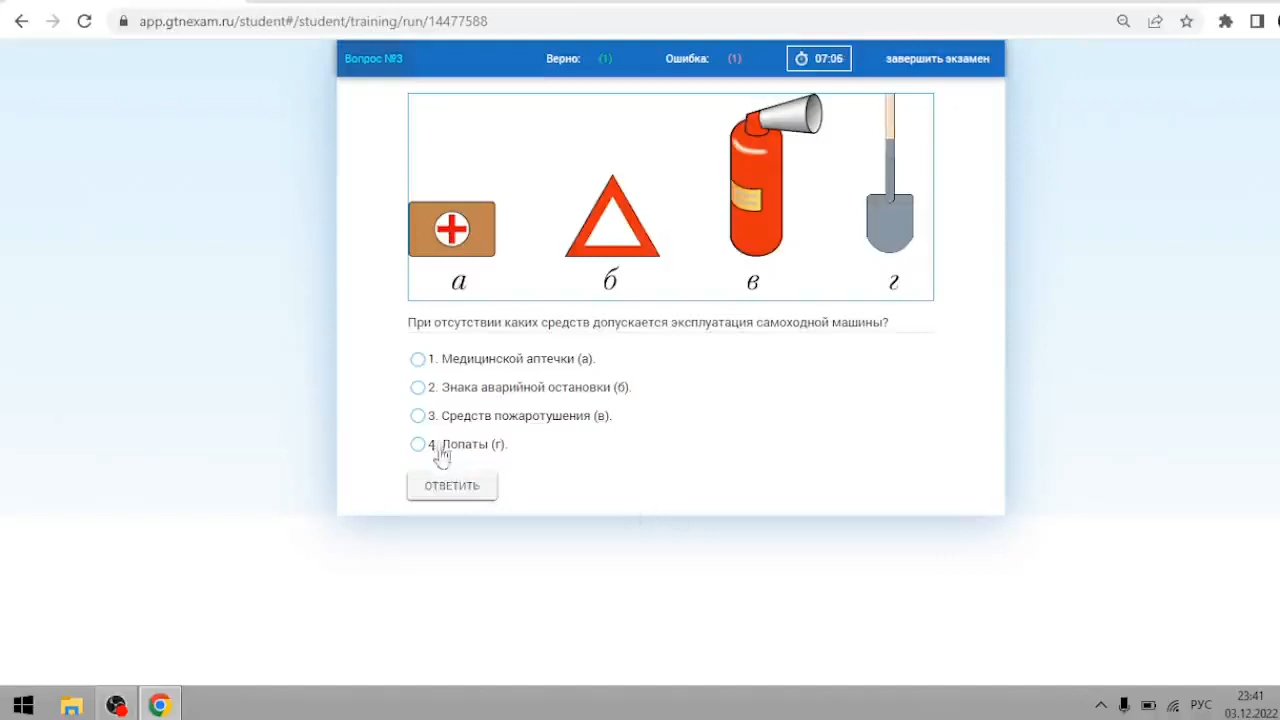 app.gtnexam.ru/student#/student/training/run/14477588
Вопрос №3 Верно: (1) Ошибка: (1) 07:06 завершить экзамен
а б в г
При отсутствии каких средств допускается эксплуатация самоходной машины?
1. Медицинской аптечки (а).
2. Знака аварийной остановки (б).
3. Средств пожаротушения (в).
4. Лопаты (г).
ОТВЕТИТЬ
РУС
23:41
03.12.2022